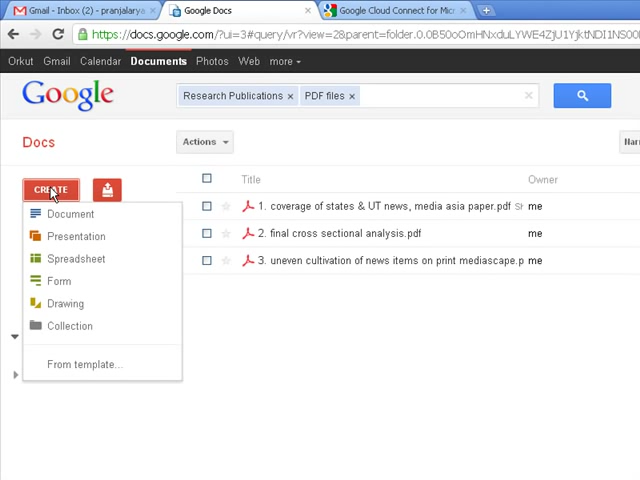 Gmail - Inbox (2) - pranjalarya
Google Docs
Google Cloud Connect for Micr
https://docs.google.com/?ui=3#query/vr?view=2&parent=folder.0.
Orkut Gmail Calendar Documents Photos Web more
Google
Research Publications × PDF files × ×
Docs
Actions
Nar
CREATE
Title Owner
Document
1. coverage of states & UT news, media asia paper.pdf me
Presentation
2. final cross sectional analysis.pdf me
Spreadsheet
3. uneven cultivation of news items on print mediascape.p me
Form
Drawing
Collection
From template...